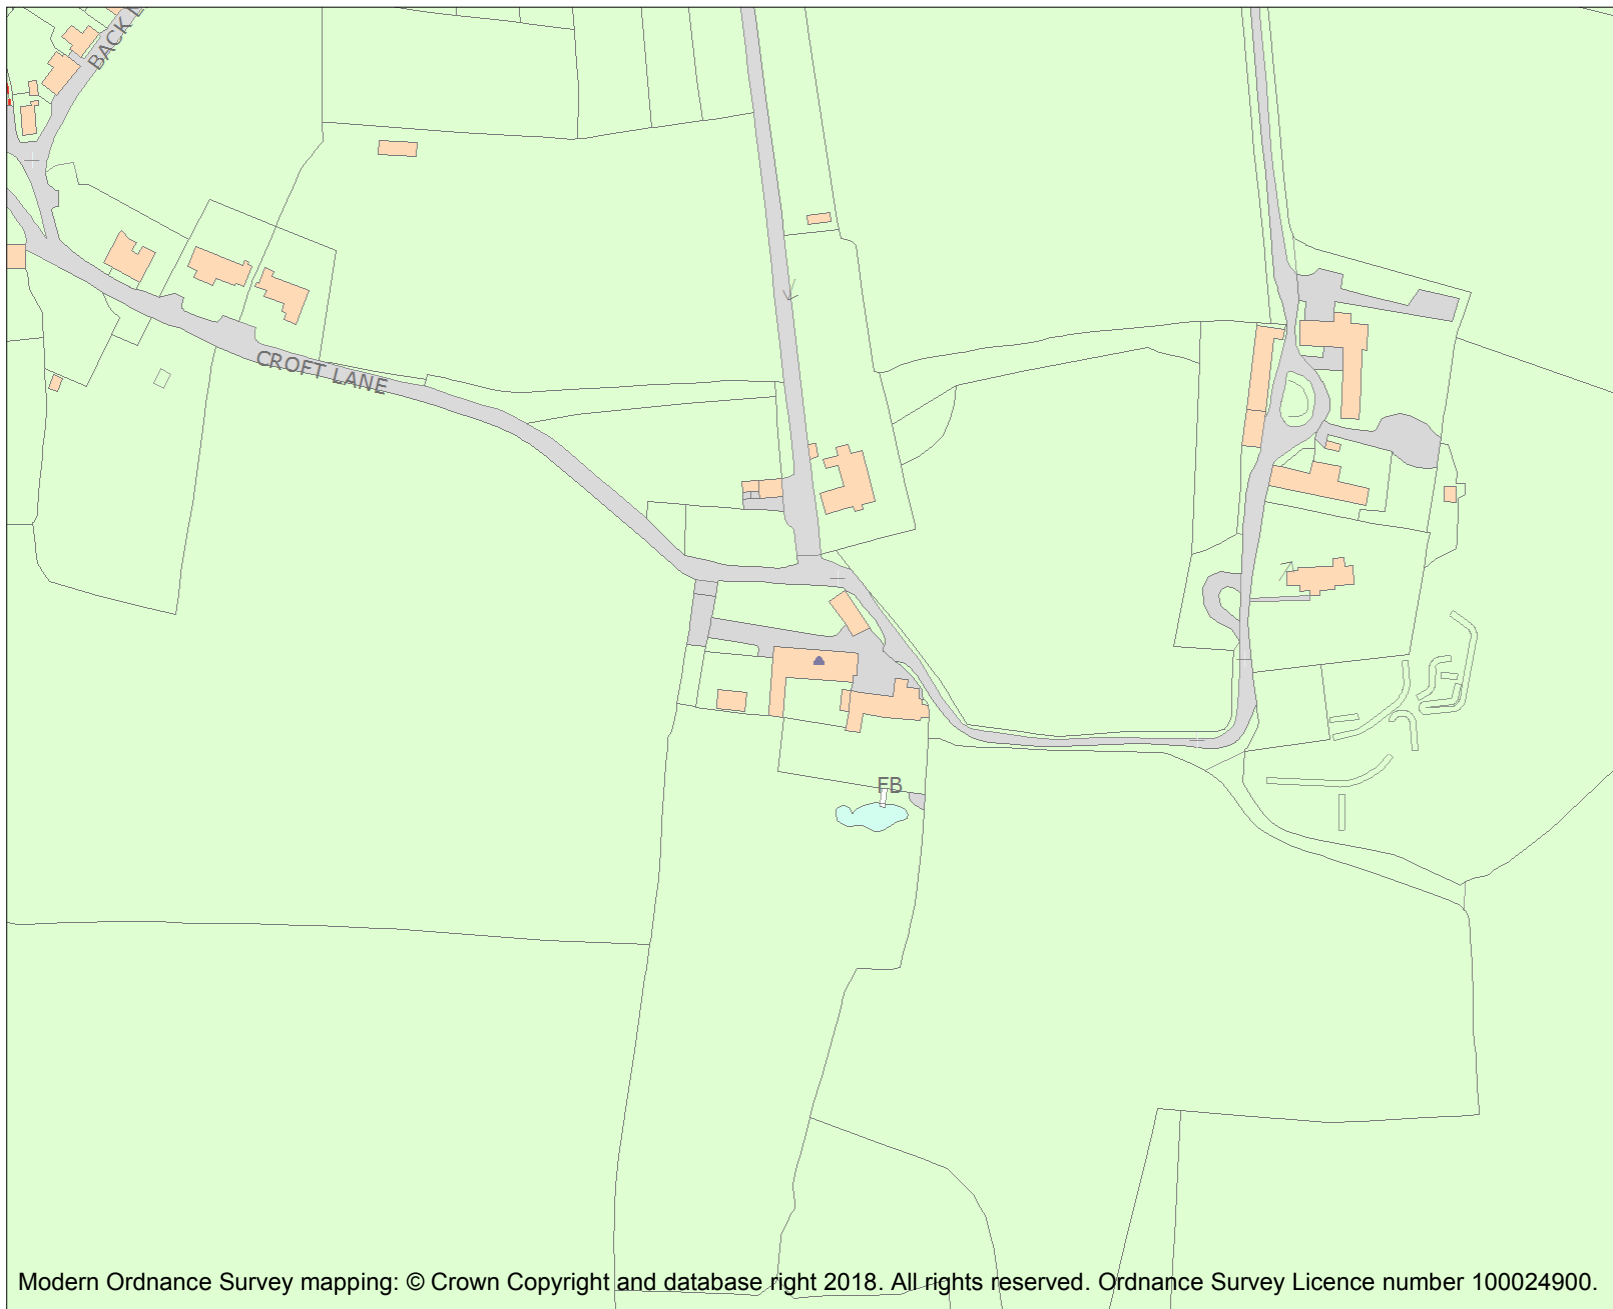 BACK L
CROFT LANE
FB
Modern Ordnance Survey mapping: © Crown Copyright and database right 2018. All rights reserved. Ordnance Survey Licence number 100024900.